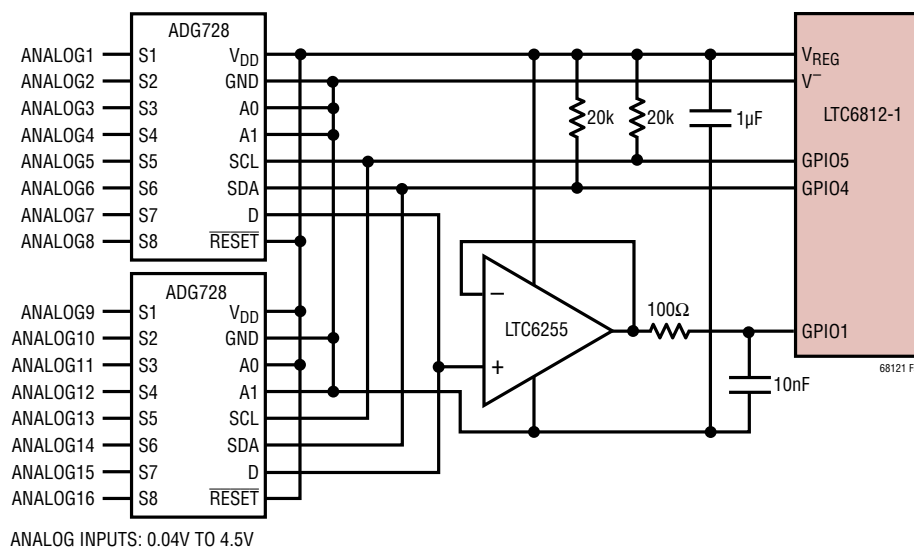 ADG728
ANALOG1 S1 VDD
ANALOG2 S2 GND
ANALOG3 S3 A0
ANALOG4 S4 A1
ANALOG5 S5 SCL
ANALOG6 S6 SDA
ANALOG7 S7 D
ANALOG8 S8 RESET
ADG728
ANALOG9 S1 VDD
ANALOG10 S2 GND
ANALOG11 S3 A0
ANALOG12 S4 A1
ANALOG13 S5 SCL
ANALOG14 S6 SDA
ANALOG15 S7 D
ANALOG16 S8 RESET
20k
20k
1µF
VREG
V–
LTC6812-1
GPIO5
GPIO4
GPIO1
–
LTC6255
+
100Ω
10nF
68121 F
ANALOG INPUTS: 0.04V TO 4.5V